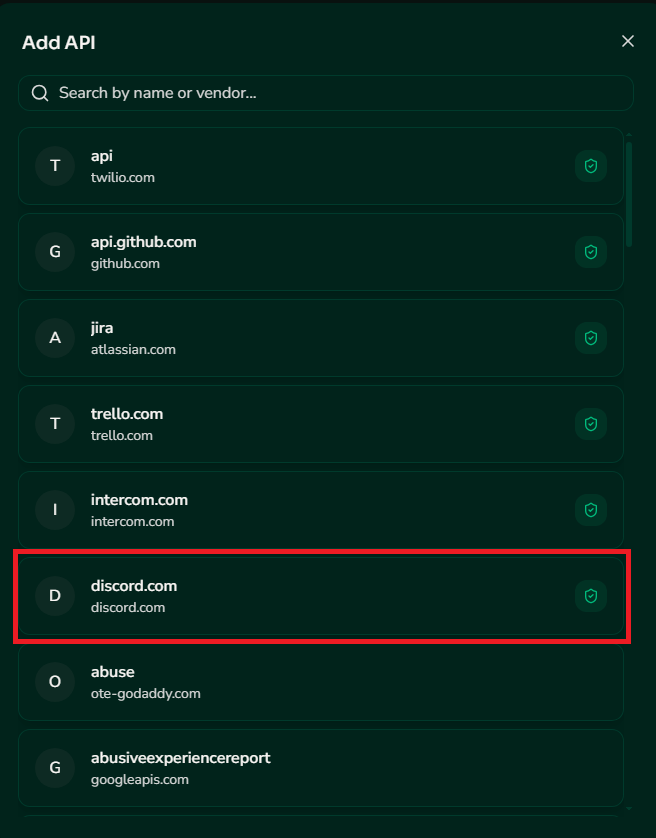 Add API
Search by name or vendor...
T
api
twilio.com
G
api.github.com
github.com
A
jira
atlassian.com
T
trello.com
trello.com
I
intercom.com
intercom.com
D
discord.com
discord.com
O
abuse
ote-godaddy.com
G
abusiveexperiencereport
googleapis.com